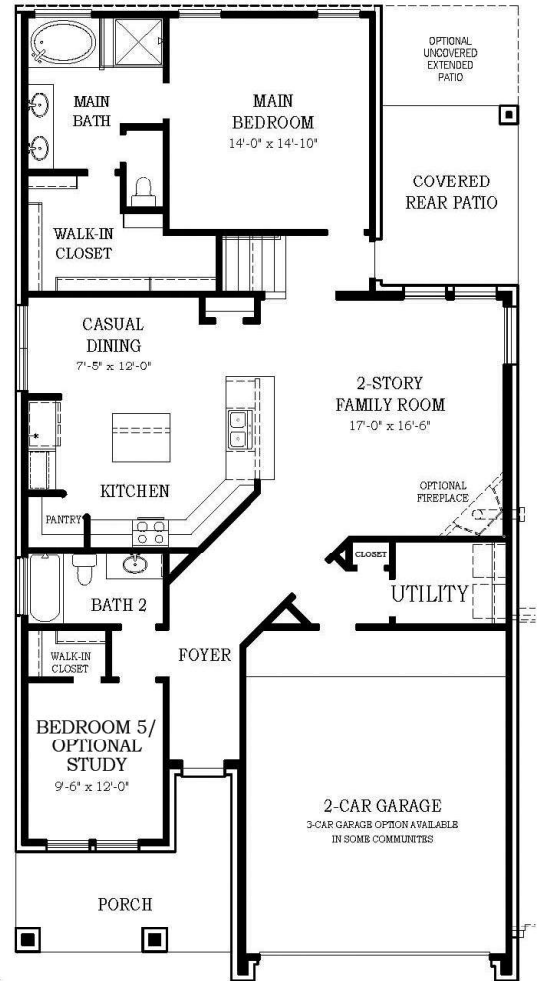 OPTIONAL
UNCOVERED
EXTENDED
PATIO
MAIN
BATH
MAIN
BEDROOM
14'-0" x 14'-10"
COVERED
REAR PATIO
WALK-IN
CLOSET
CASUAL
DINING
7'-5" x 12'-0"
2-STORY
FAMILY ROOM
17'-0" x 16'-6"
KITCHEN
OPTIONAL
FIREPLACE
PANTRY
CLOSET
BATH 2
UTILITY
WALK-IN
CLOSET
FOYER
BEDROOM 5/
OPTIONAL
STUDY
9'-6" x 12'-0"
2-CAR GARAGE
3-CAR GARAGE OPTION AVAILABLE
IN SOME COMMUNITES
PORCH